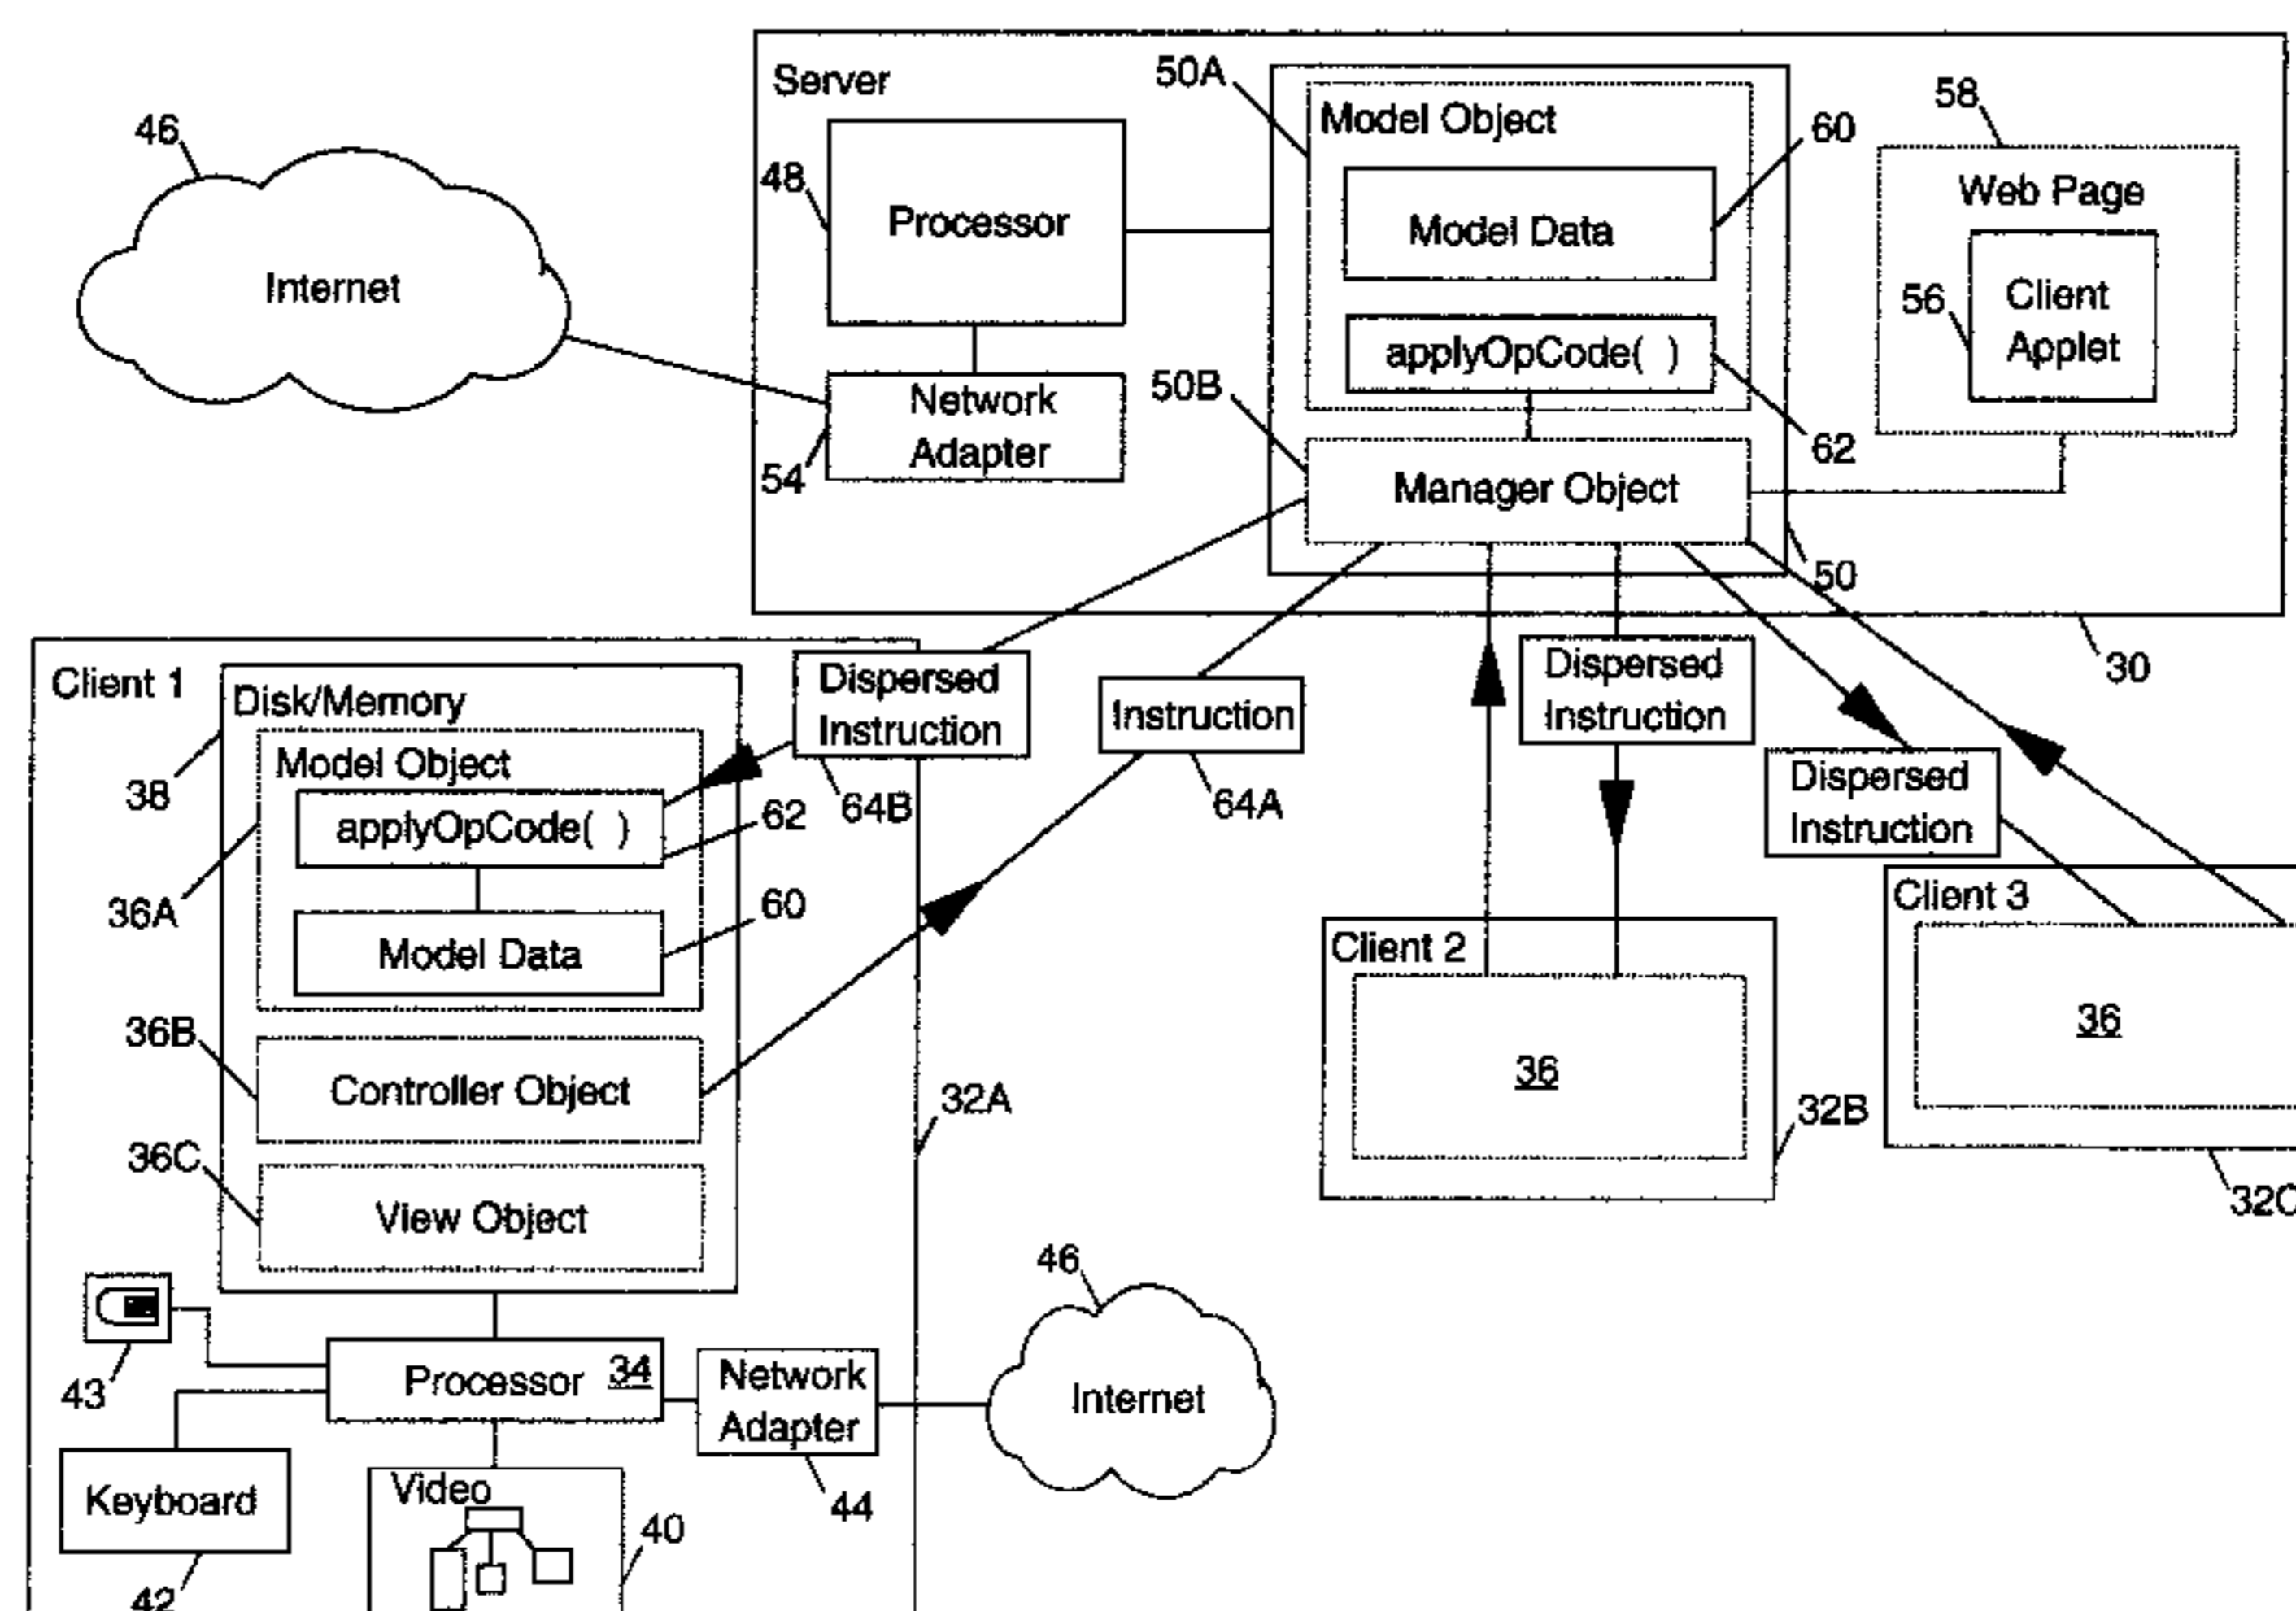 Server
50A
Model Object
60
58
46
48
Processor
Model Data
Web Page
Internet
56
Client
Applet
applyOpCode( )
50B
Network
Adapter
54
62
Manager Object
50
30
Client 1
Disk/Memory
Dispersed
Instruction
Instruction
Dispersed
Instruction
Dispersed
Instruction
Model Object
38
64B
64A
applyOpCode( )
62
36A
60
Model Data
Client 2
Client 3
36
36
36B
Controller Object
32A
32B
36C
View Object
32C
46
43
Processor 34
Network
Adapter
Internet
Keyboard
Video
44
40
42